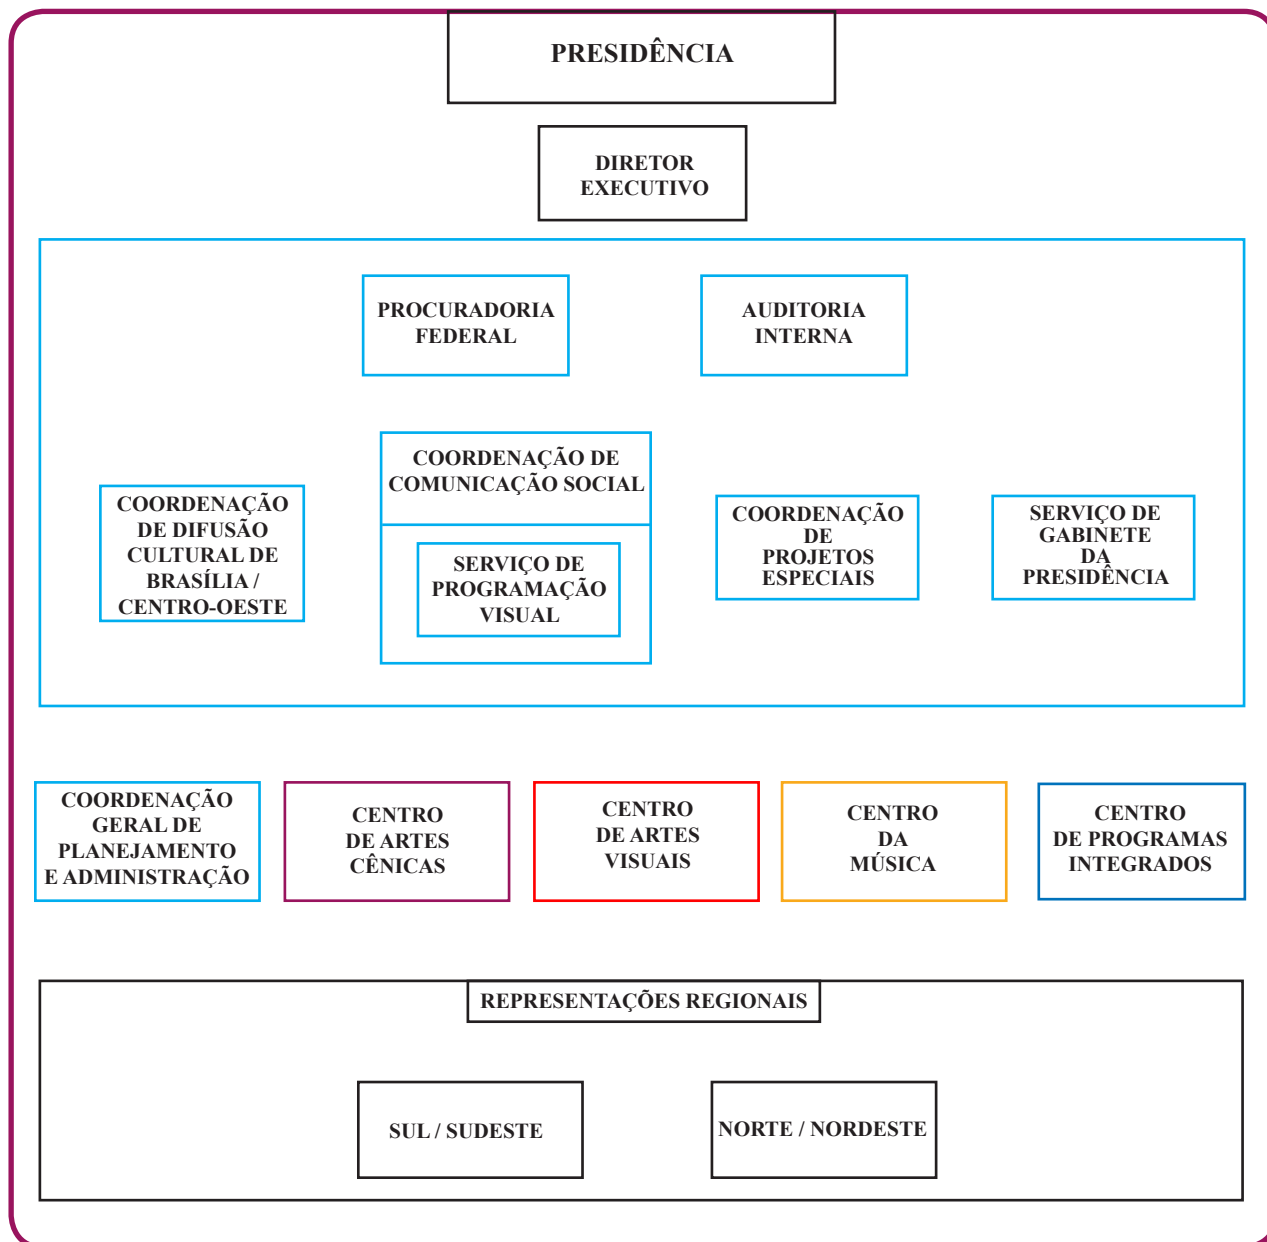 PRESIDÊNCIA
DIRETOR
EXECUTIVO
PROCURADORIA
FEDERAL
AUDITORIA
INTERNA
COORDENAÇÃO
DE DIFUSÃO
CULTURAL DE
BRASÍLIA /
CENTRO-OESTE
COORDENAÇÃO DE
COMUNICAÇÃO SOCIAL
SERVIÇO DE
PROGRAMAÇÃO
VISUAL
COORDENAÇÃO
DE
PROJETOS
ESPECIAIS
SERVIÇO DE
GABINETE
DA
PRESIDÊNCIA
COORDENAÇÃO
GERAL DE
PLANEJAMENTO
E ADMINISTRAÇÃO
CENTRO
DE ARTES
CÊNICAS
CENTRO
DE ARTES
VISUAIS
CENTRO
DA
MÚSICA
CENTRO
DE PROGRAMAS
INTEGRADOS
REPRESENTAÇÕES REGIONAIS
SUL / SUDESTE
NORTE / NORDESTE